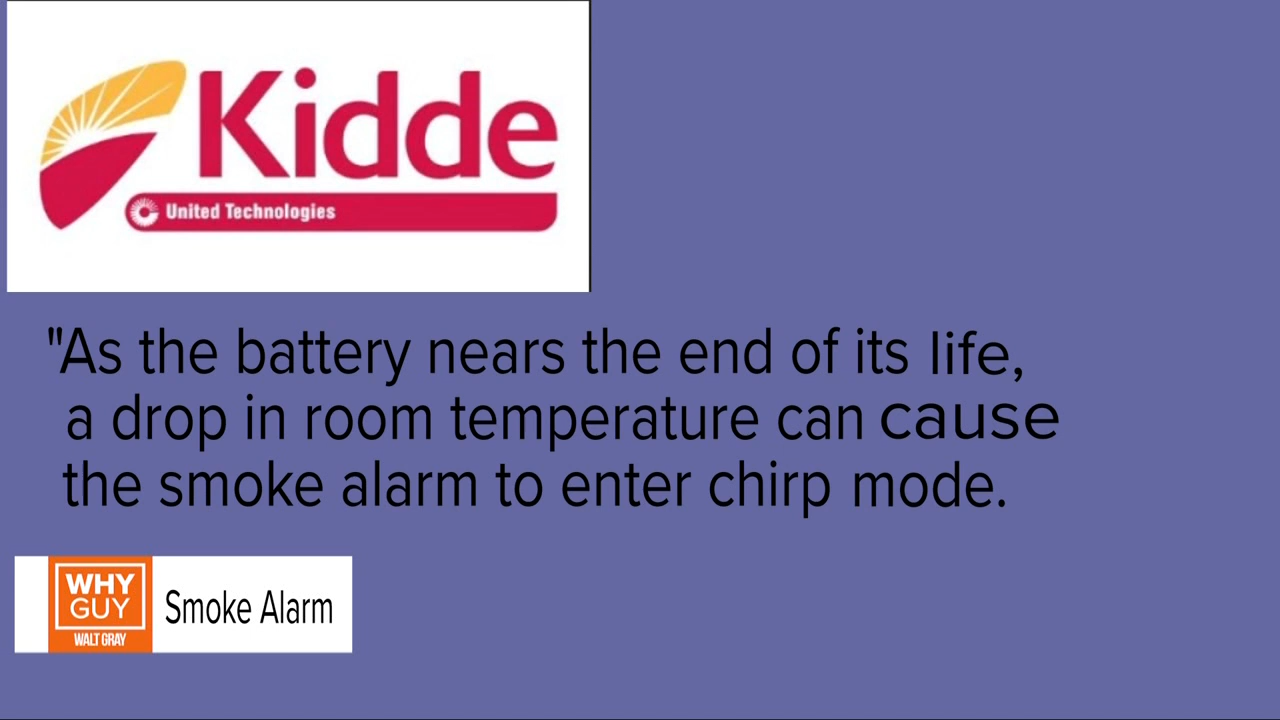 Kidde
United Technologies
"As the battery nears the end of its life,
a drop in room temperature can cause
the smoke alarm to enter chirp mode.
WHY
GUY
WALT GRAY
Smoke Alarm